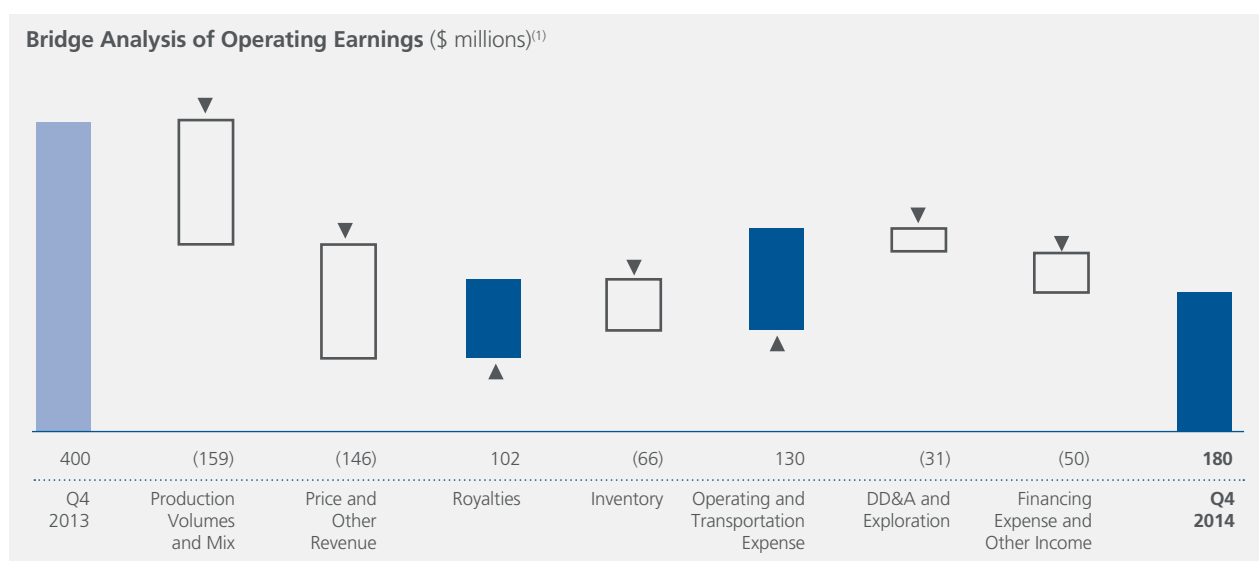 Bridge Analysis of Operating Earnings ($ millions)(1)
400 (159) (146) 102 (66) 130 (31) (50) 180
Q4 Production Price and Royalties Inventory Operating and DD&A and Financing Q4
2013 Volumes Other Transportation Exploration Expense and 2014
and Mix Revenue Expense Other Income